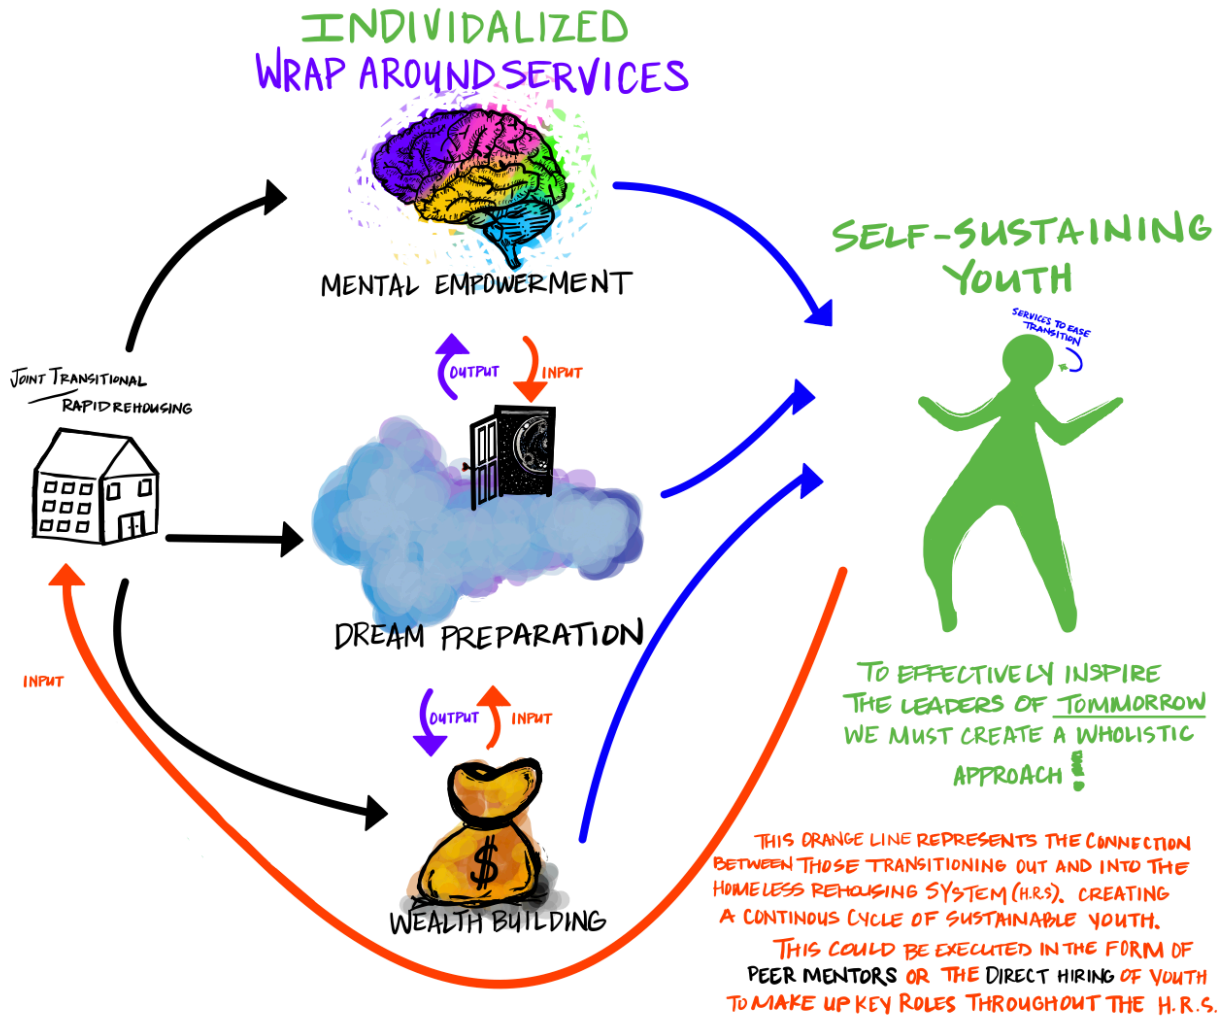 INDIVIDALIZED
WRAP AROUND SERVICES
MENTAL EMPOWERMENT
SELF-SUSTAINING
YOUTH
SERVICES TO EASE
TRANSITION
OUTPUT
INPUT
JOINT TRANSITIONAL
RAPID REHOUSING
DREAM PREPARATION
INPUT
OUTPUT
INPUT
$
WEALTH BUILDING
TO EFFECTIVELY INSPIRE
THE LEADERS OF TOMMORROW
WE MUST CREATE A WHOLISTIC
APPROACH!
THIS ORANGE LINE REPRESENTS THE CONNECTION
BETWEEN THOSE TRANSITIONING OUT AND INTO THE
HOMELESS REHOUSING SYSTEM (H.R.S). CREATING
A CONTINOUS CYCLE OF SUSTAINABLE YOUTH.
THIS COULD BE EXECUTED IN THE FORM OF
PEER MENTORS OR THE DIRECT HIRING OF YOUTH
TO MAKE UP KEY ROLES THROUGHOUT THE H.R.S.